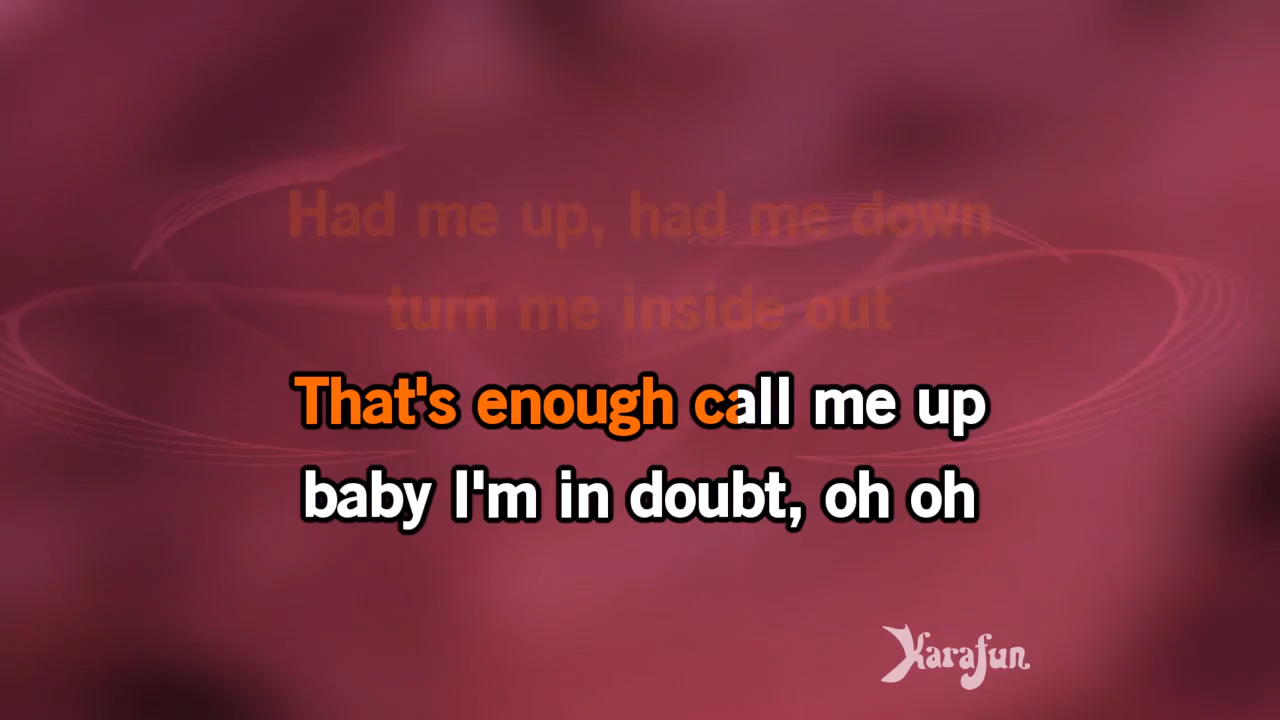 Had me up, had me down
turn me inside out
That's enough call me up
baby I'm in doubt, oh oh
Karafun